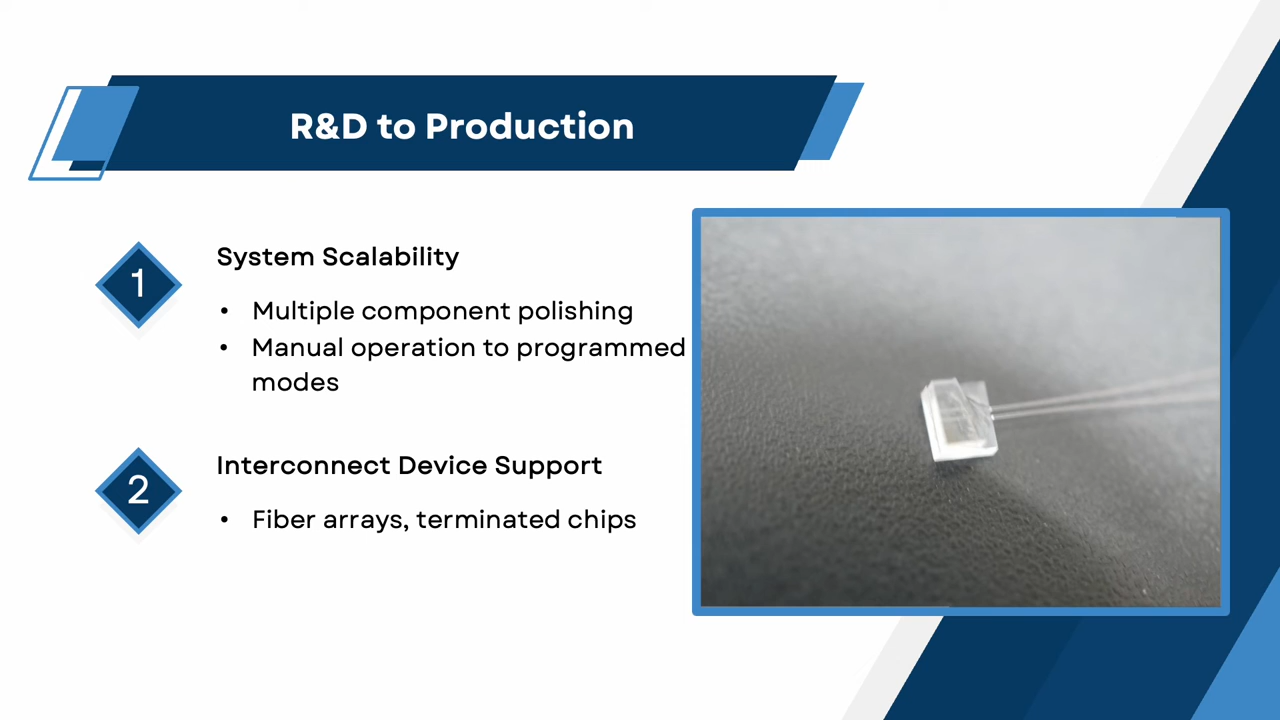 R&D to Production
1
System Scalability
• Multiple component polishing
• Manual operation to programmed
modes
2
Interconnect Device Support
• Fiber arrays, terminated chips